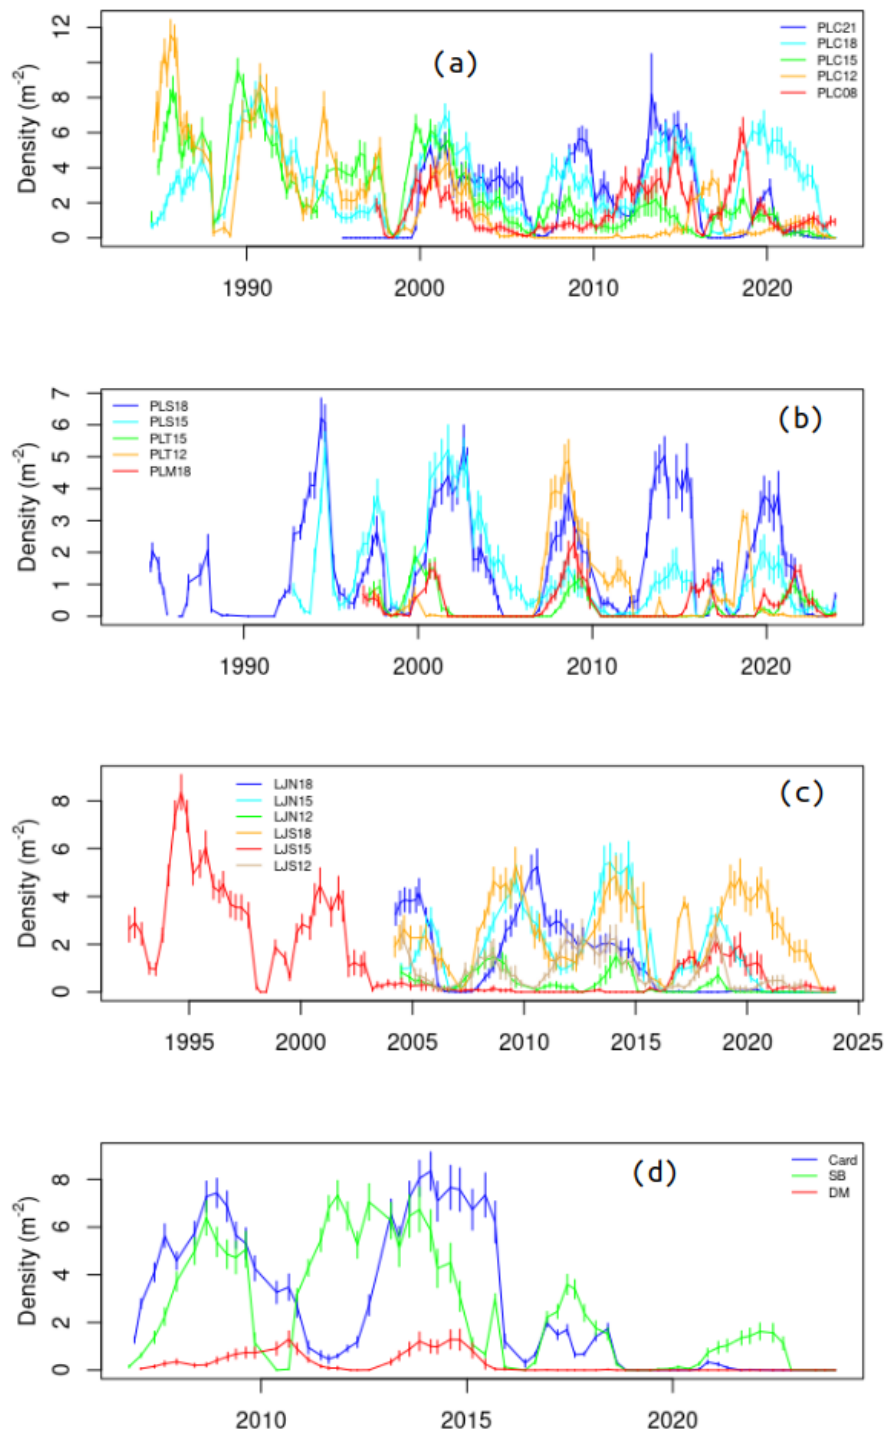 (a)
PLC21
PLC18
PLC15
PLC12
PLC08
Density (m⁻²)
12
8
6
4
2
0
1990
2000
2010
2020
(b)
PLS18
PLS15
PLT15
PLT12
PLM18
Density (m⁻²)
7
6
5
4
3
2
1
0
1990
2000
2010
2020
(c)
LJN18
LJN15
LJN12
LJS18
LJS15
LJS12
Density (m⁻²)
8
6
4
2
0
1995
2000
2005
2010
2015
2020
2025
(d)
Card
SB
DM
Density (m⁻²)
8
6
4
2
0
2010
2015
2020